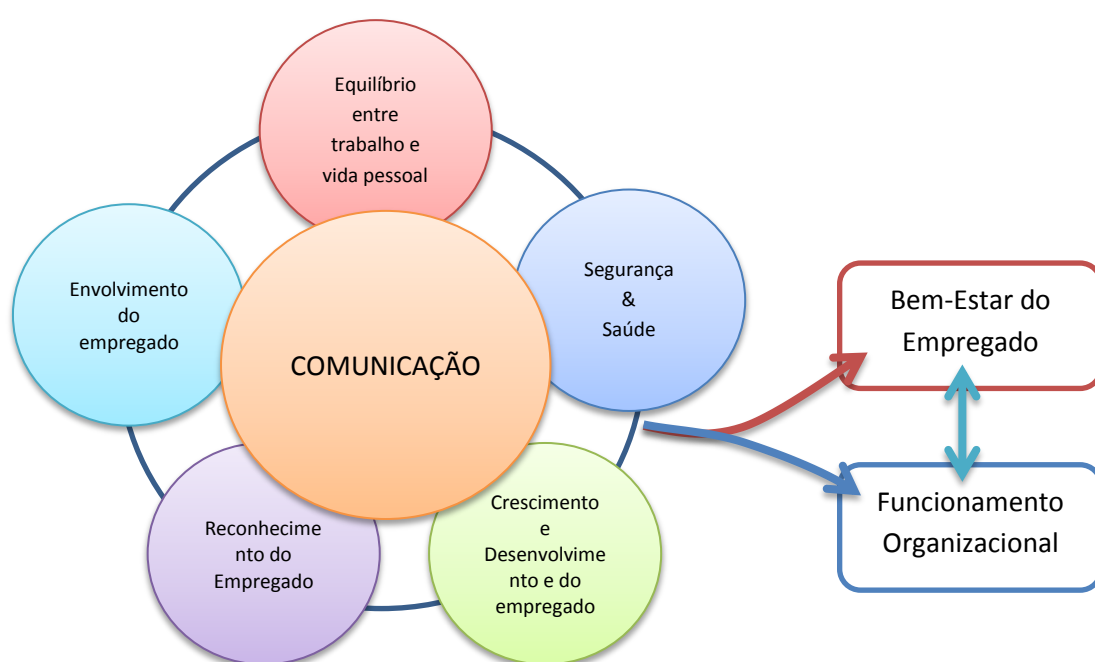 Equilíbrio
entre
trabalho e
vida pessoal
Segurança
&
Saúde
Envolvimento
do
empregado
COMUNICAÇÃO
Reconhecime
nto do
Empregado
Crescimento
e
Desenvolvime
nto e do
empregado
Bem-Estar do
Empregado
Funcionamento
Organizacional